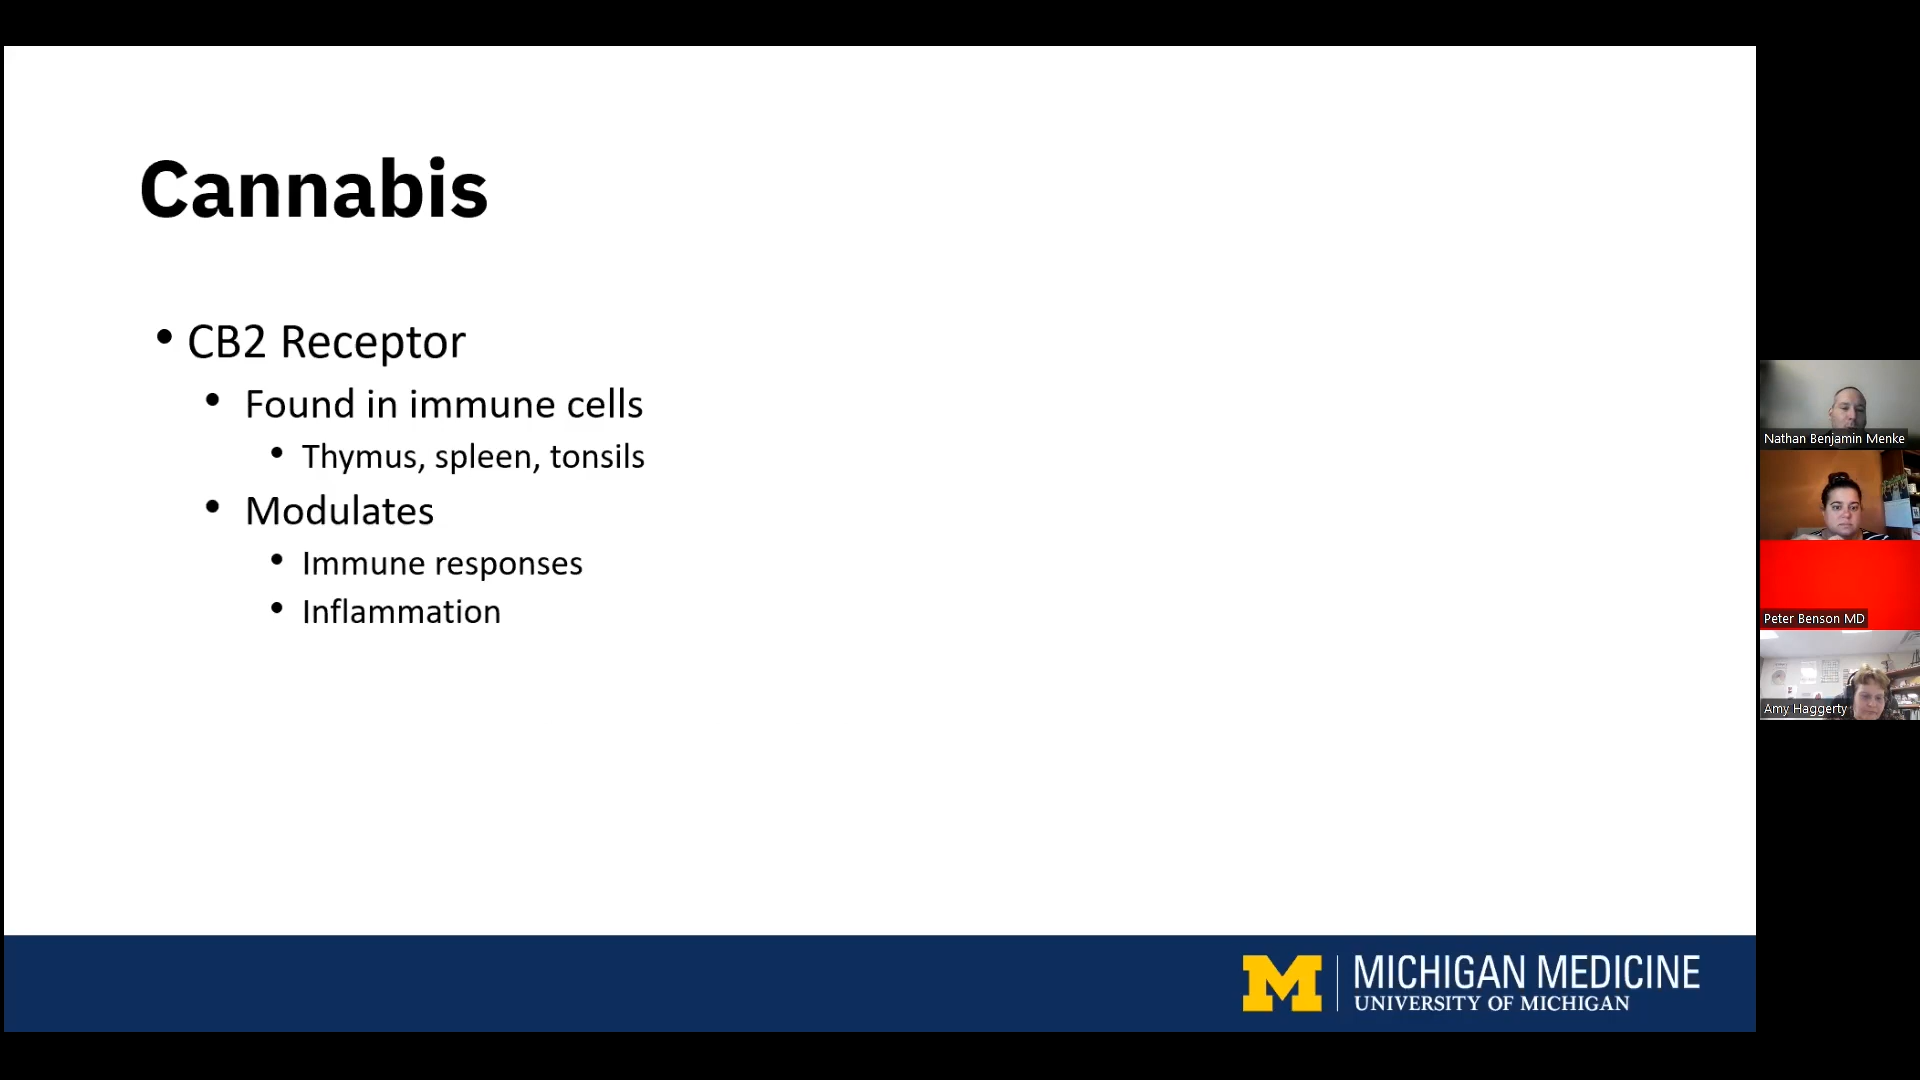 Cannabis
• CB2 Receptor
• Found in immune cells
• Thymus, spleen, tonsils
• Modulates
• Immune responses
• Inflammation
M | MICHIGAN MEDICINE
UNIVERSITY OF MICHIGAN
Nathan Benjamin Menke
Peter Benson MD
Amy Haggerty